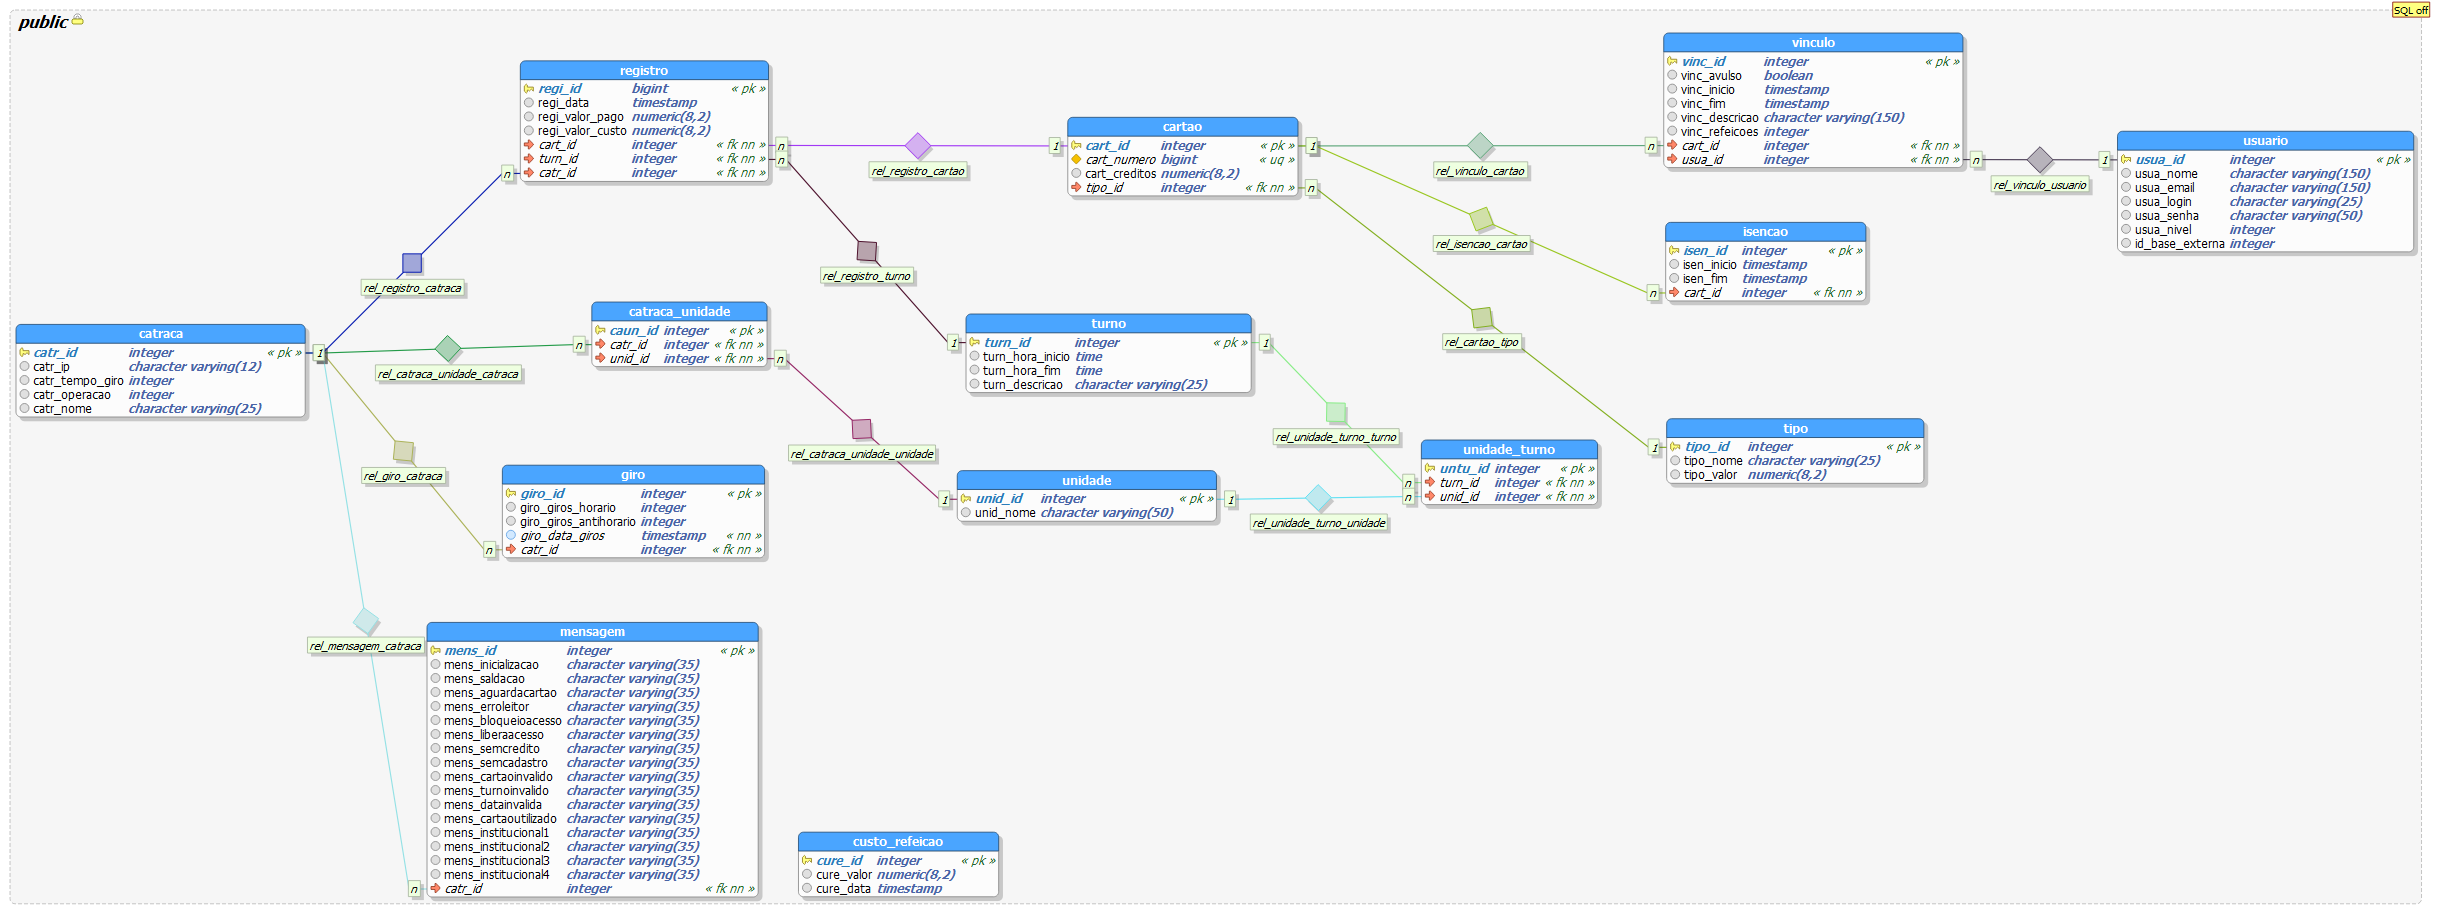 public
SQL off
vinculo
vinc_id integer « pk »
vinc_avulso boolean
vinc_inicio timestamp
vinc_fim timestamp
vinc_descricao character varying(150)
vinc_refeicoes integer
cart_id integer « fk nn »
usua_id integer « fk nn »
registro
regi_id bigint « pk »
regi_data timestamp
regi_valor_pago numeric(8,2)
regi_valor_custo numeric(8,2)
cart_id integer « fk nn »
turn_id integer « fk nn »
catr_id integer « fk nn »
n
n
n
rel_registro_cartao
1
cartao
cart_id integer « pk »
cart_numero bigint « uq »
cart_creditos numeric(8,2)
tipo_id integer « fk nn »
1
n
rel_vinculo_cartao
n
n
rel_vinculo_usuario
1
usuario
usua_id integer « pk »
usua_nome character varying(150)
usua_email character varying(150)
usua_login character varying(25)
usua_senha character varying(50)
usua_nivel integer
id_base_externa integer
rel_isencao_cartao
n
isencao
isen_id integer « pk »
isen_inicio timestamp
isen_fim timestamp
cart_id integer « fk nn »
rel_registro_catraca
rel_registro_turno
catraca
catr_id integer « pk »
catr_ip character varying(12)
catr_tempo_giro integer
catr_operacao integer
catr_nome character varying(25)
1
rel_catraca_unidade_catraca
n
catraca_unidade
caun_id integer « pk »
catr_id integer « fk nn »
unid_id integer « fk nn »
n
1
turno
turn_id integer « pk »
turn_hora_inicio time
turn_hora_fim time
turn_descricao character varying(25)
1
rel_cartao_tipo
1
tipo
tipo_id integer « pk »
tipo_nome character varying(25)
tipo_valor numeric(8,2)
rel_unidade_turno_turno
rel_catraca_unidade_unidade
1
unidade
unid_id integer « pk »
unid_nome character varying(50)
1
rel_unidade_turno_unidade
n
n
unidade_turno
untu_id integer « pk »
turn_id integer « fk nn »
unid_id integer « fk nn »
rel_giro_catraca
n
giro
giro_id integer « pk »
giro_giros_horario integer
giro_giros_antihorario integer
giro_data_giros timestamp « nn »
catr_id integer « fk nn »
rel_mensagem_catraca
n
mensagem
mens_id integer « pk »
mens_inicializacao character varying(35)
mens_saldacao character varying(35)
mens_aguardacartao character varying(35)
mens_erroleitor character varying(35)
mens_bloqueioacesso character varying(35)
mens_liberaacesso character varying(35)
mens_semcredito character varying(35)
mens_semcadastro character varying(35)
mens_cartaoinvalido character varying(35)
mens_turnoinvalido character varying(35)
mens_datainvalida character varying(35)
mens_cartaoutilizado character varying(35)
mens_institucional1 character varying(35)
mens_institucional2 character varying(35)
mens_institucional3 character varying(35)
mens_institucional4 character varying(35)
catr_id integer « fk nn »
custo_refeicao
cure_id integer « pk »
cure_valor numeric(8,2)
cure_data timestamp